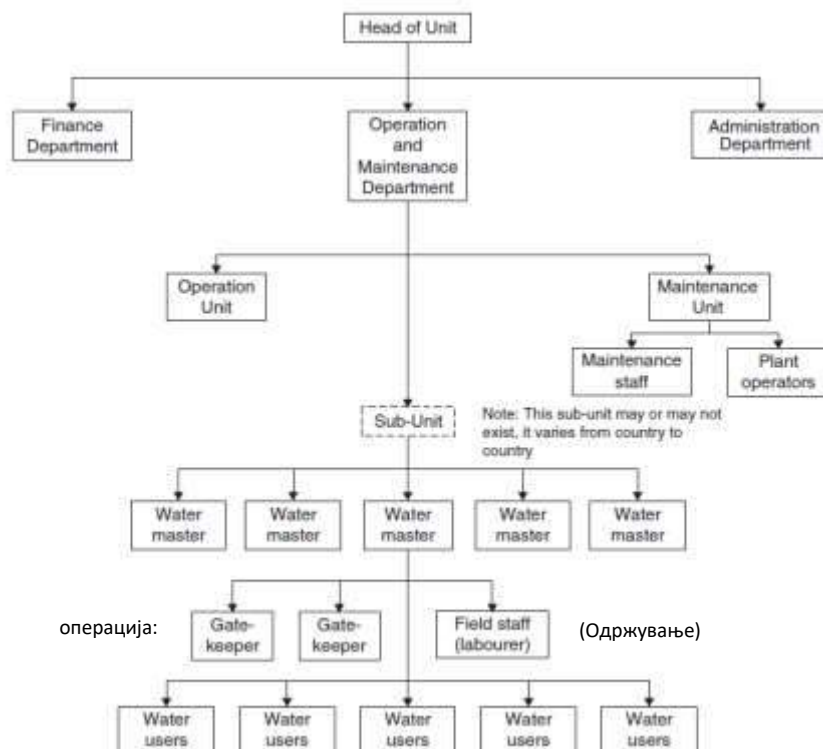 Head of Unit
Finance
Department
Operation
and
Maintenance
Department
Administration
Department
Operation
Unit
Maintenance
Unit
Maintenance
staff
Plant
operators
Sub-Unit
Note: This sub-unit may or may not
exist, it varies from country to
country
Water
master
Water
master
Water
master
Water
master
Water
master
операција:
Gate-
keeper
Gate-
keeper
Field staff
(labourer)
(Одржување)
Water
users
Water
users
Water
users
Water
users
Water
users